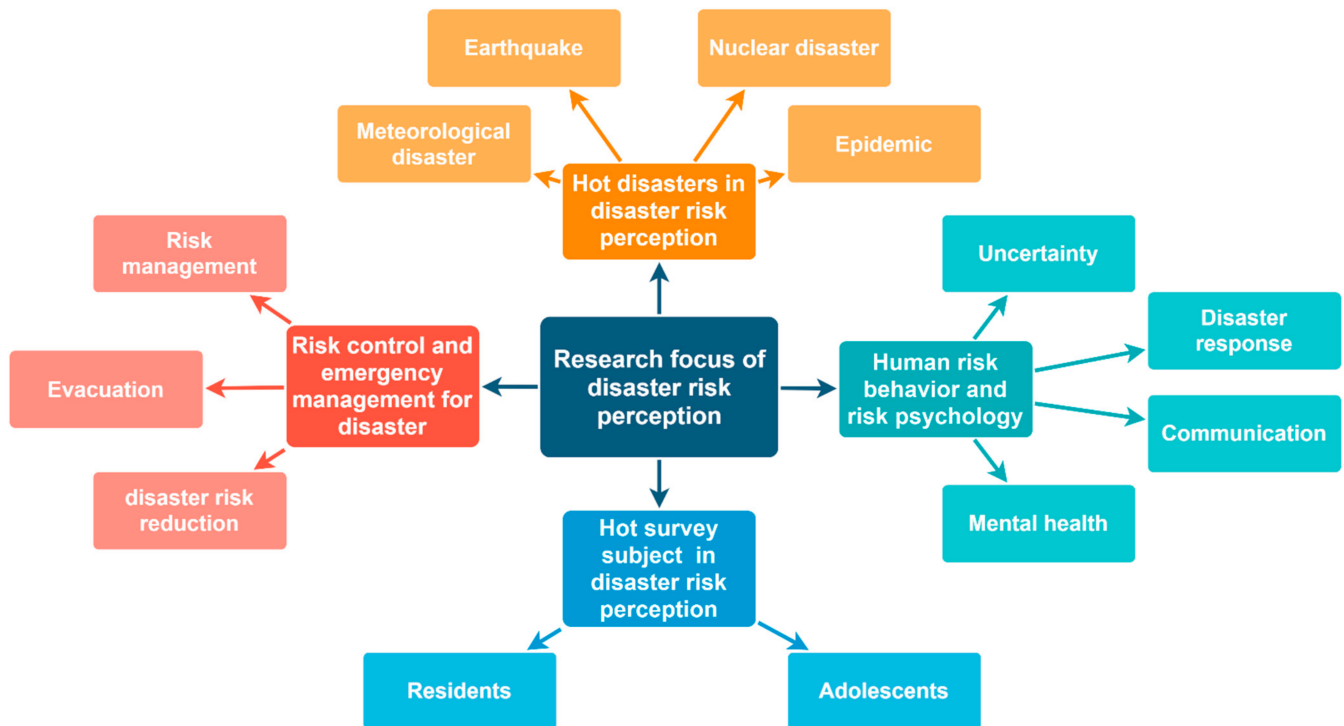 Earthquake
Nuclear disaster
Meteorological
disaster
Epidemic
Hot disasters in
disaster risk
perception
Risk
management
Uncertainty
Evacuation
Risk control and
emergency
management for
disaster
Research focus of
disaster risk
perception
Human risk
behavior and
risk psychology
Disaster
response
Communication
disaster risk
reduction
Mental health
Hot survey
subject in
disaster risk
perception
Residents
Adolescents